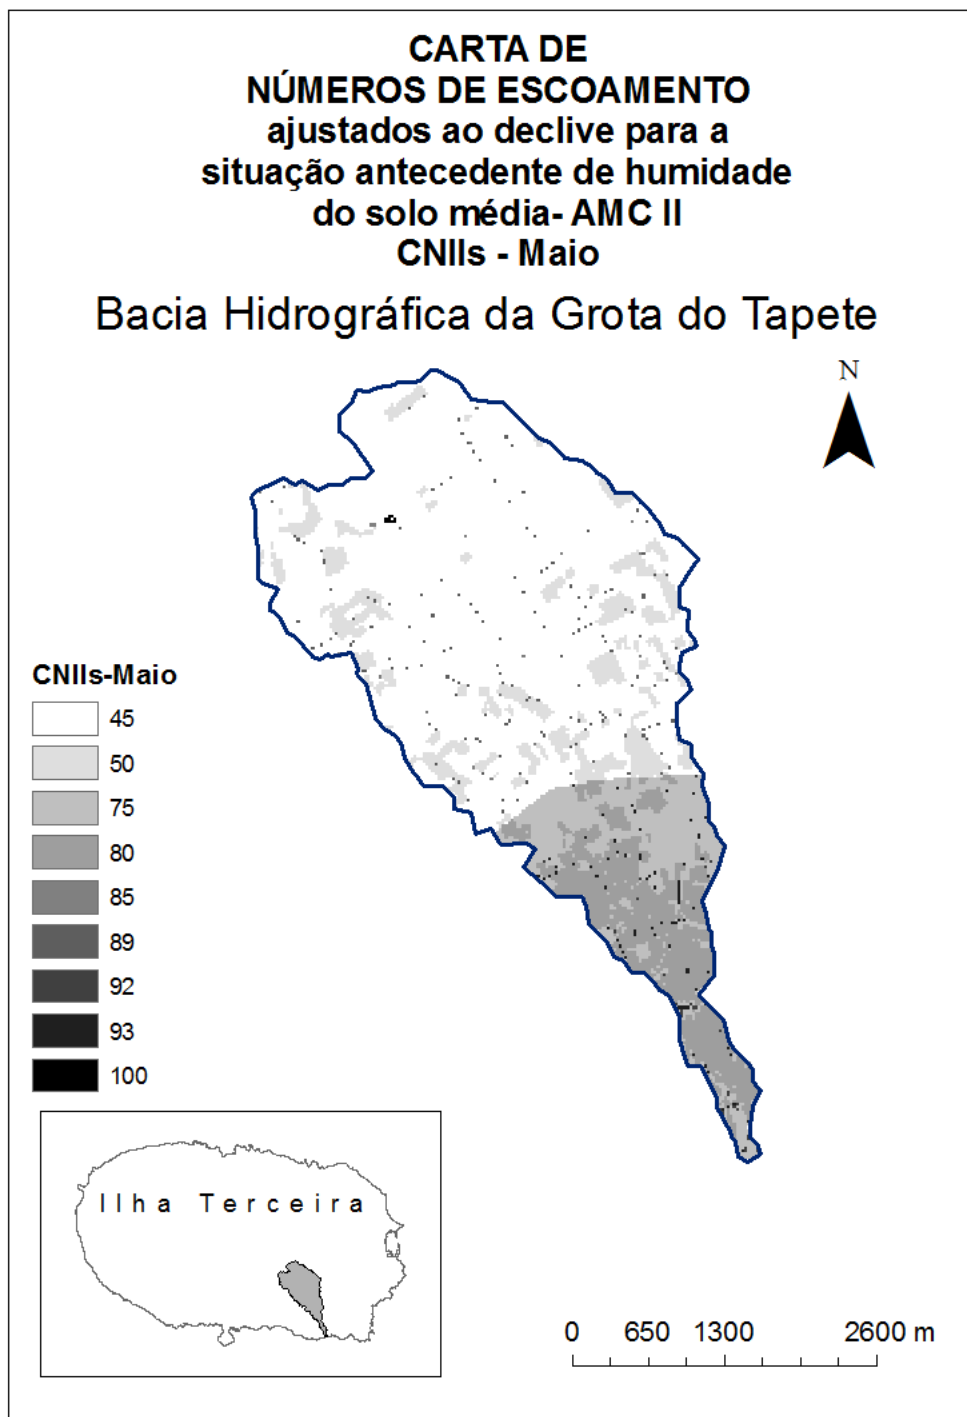 CARTA DE
NÚMEROS DE ESCOAMENTO
ajustados ao declive para a
situação antecedente de humidade
do solo média- AMC II
CNIIs - Maio
Bacia Hidrográfica da Grota do Tapete
N
CNIIs-Maio
45
50
75
80
85
89
92
93
100
Ilha Terceira
0 650 1300 2600 m